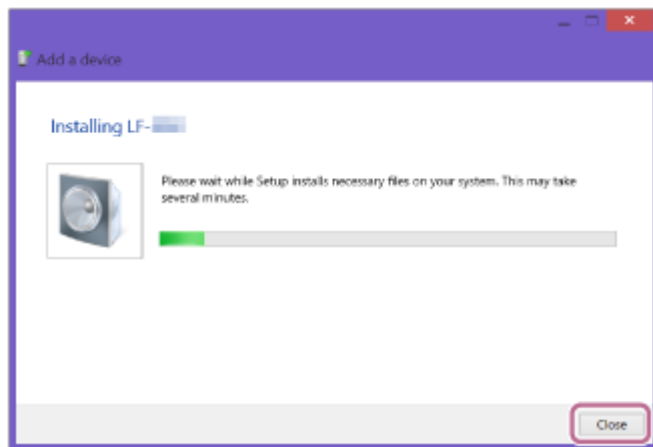 Add a device
Installing LF-
Please wait while Setup installs necessary files on your system. This may take
several minutes.
Close